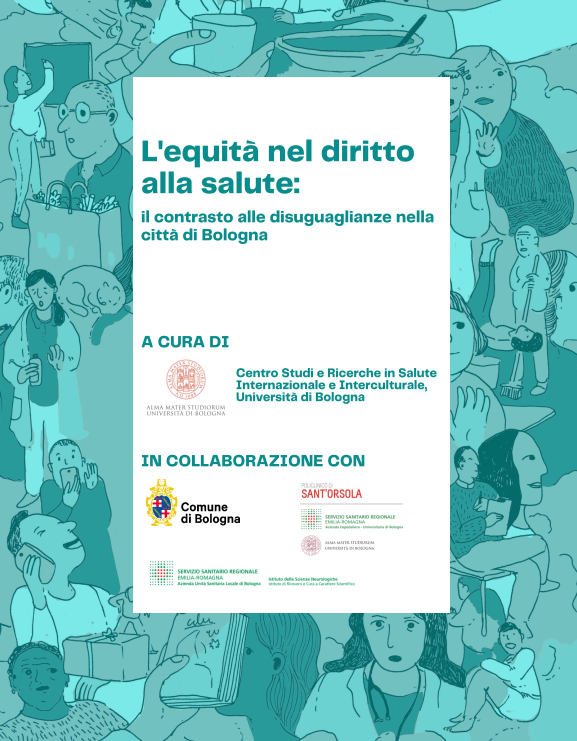 L'equità nel diritto
alla salute:
il contrasto alle disuguaglianze nella
città di Bologna
A CURA DI
ALMA MATER STUDIORUM
UNIVERSITÀ DI BOLOGNA
Centro Studi e Ricerche in Salute
Internazionale e Interculturale,
Università di Bologna
IN COLLABORAZIONE CON
Comune
di Bologna
POLICLINICO DI
SANT'ORSOLA
SERVIZIO SANITARIO REGIONALE
EMILIA-ROMAGNA
Azienda Ospedaliero - Universitaria di Bologna
ALMA MATER STUDIORUM
UNIVERSITÀ DI BOLOGNA
SERVIZIO SANITARIO REGIONALE
EMILIA-ROMAGNA
Azienda Unità Sanitaria Locale di Bologna
Istituto delle Scienze Neurologiche
Istituto di Ricovero e Cura a Carattere Scientifico